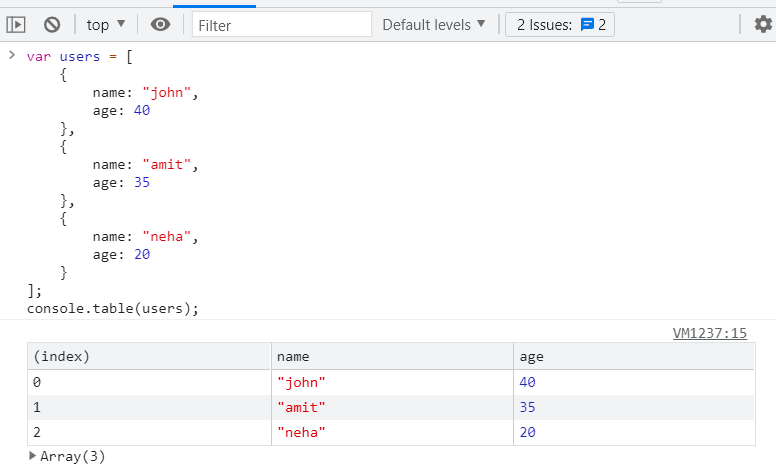 top Filter Default levels 2 Issues: 2
> var users = [
    {
        name: "john",
        age: 40
    },
    {
        name: "amit",
        age: 35
    },
    {
        name: "neha",
        age: 20
    }
];
console.table(users);
VM1237:15
(index) name age
0 "john" 40
1 "amit" 35
2 "neha" 20
Array(3)